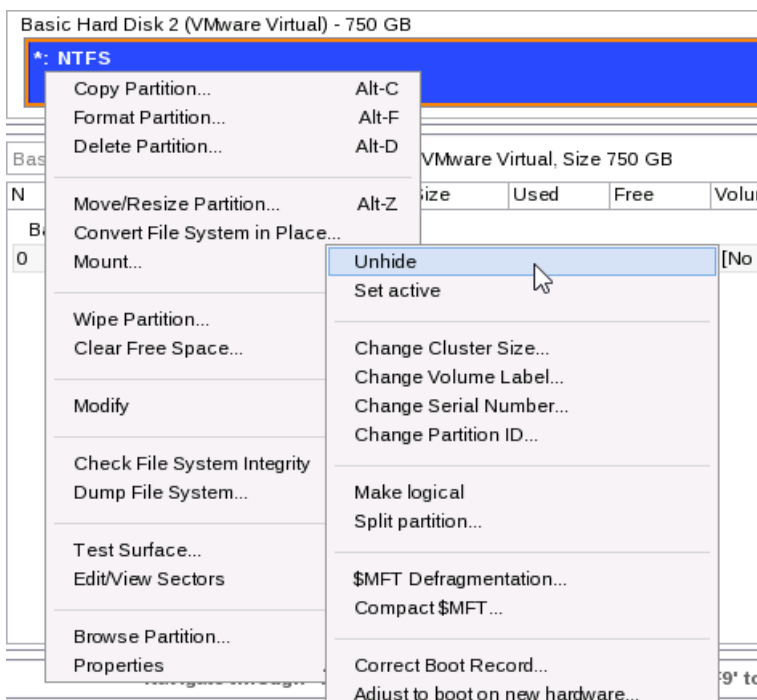 Basic Hard Disk 2 (VMware Virtual) - 750 GB
*: NTFS
Copy Partition... Alt-C
Format Partition... Alt-F
Delete Partition... Alt-D
VMware Virtual, Size 750 GB
N Used Free
Move/Resize Partition... Alt-Z
Convert File System in Place...
0 Mount... [No
Wipe Partition...
Clear Free Space...
Modify
Check File System Integrity
Dump File System...
Test Surface...
Edit/View Sectors
Browse Partition...
Properties
Unhide
Set active
Change Cluster Size...
Change Volume Label...
Change Serial Number...
Change Partition ID...
Make logical
Split partition...
$MFT Defragmentation...
Compact $MFT...
Correct Boot Record...
Adjust to boot on new hardware...